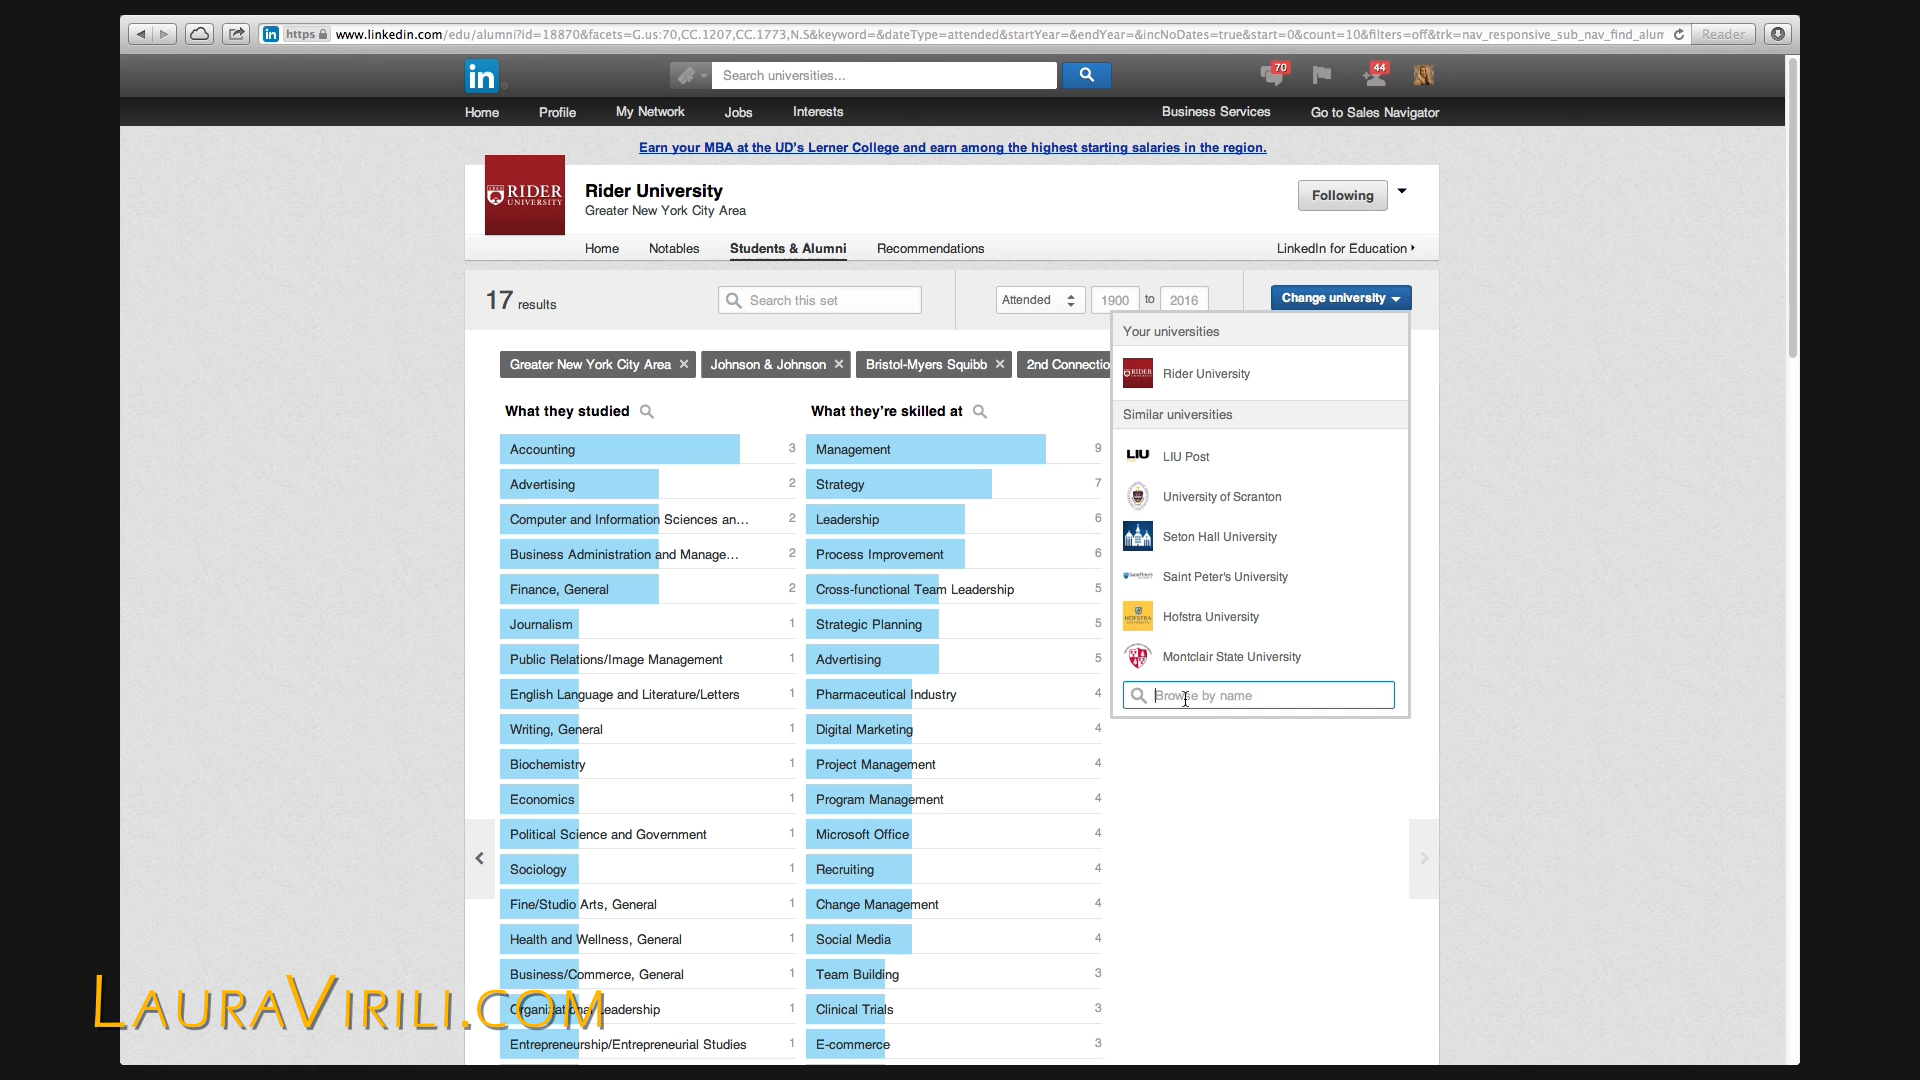 https www.linkedin.com/edu/alumni?id=18870&facets=G.us:70,CC.1207,CC.1773,N.S&keyword=&dateType=attended&startYear=&endYear=&incNoDates=true&start=0&count=10&filters=off&trk=nav_responsive_sub_nav_find_alum Reader
in Search universities... 70 44
Home Profile My Network Jobs Interests Business Services Go to Sales Navigator
Earn your MBA at the UD's Lerner College and earn among the highest starting salaries in the region.
RIDER UNIVERSITY
Rider University
Greater New York City Area
Following
Home Notables Students & Alumni Recommendations LinkedIn for Education
17 results Search this set Attended 1900 to 2016 Change university
Greater New York City Area × Johnson & Johnson × Bristol-Myers Squibb × 2nd Connectio
What they studied
Accounting 3
Advertising 2
Computer and Information Sciences an... 2
Business Administration and Manage... 2
Finance, General 2
Journalism 1
Public Relations/Image Management 1
English Language and Literature/Letters 1
Writing, General 1
Biochemistry 1
Economics 1
Political Science and Government 1
Sociology 1
Fine/Studio Arts, General 1
Health and Wellness, General 1
Business/Commerce, General 1
Organizational Leadership 1
Entrepreneurship/Entrepreneurial Studies 1
What they're skilled at
Management 9
Strategy 7
Leadership 6
Process Improvement 6
Cross-functional Team Leadership 5
Strategic Planning 5
Advertising 5
Pharmaceutical Industry 4
Digital Marketing 4
Project Management 4
Program Management 4
Microsoft Office 4
Recruiting 4
Change Management 4
Social Media 4
Team Building 3
Clinical Trials 3
E-commerce 3
Your universities
RIDER Rider University
Similar universities
LIU LIU Post
University of Scranton
Seton Hall University
Saint Peter's University
HOFSTRA Hofstra University
Montclair State University
Browse by name
LAURAVIRILI.COM